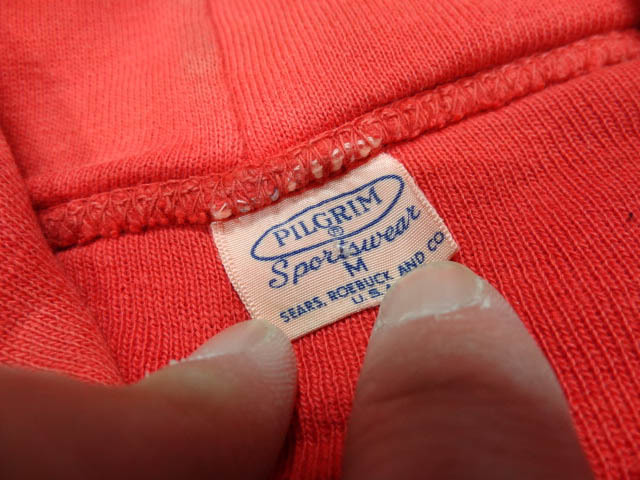 PILGRIM
®
Sportswear
M
SEARS, ROEBUCK AND CO.
U.S.A.